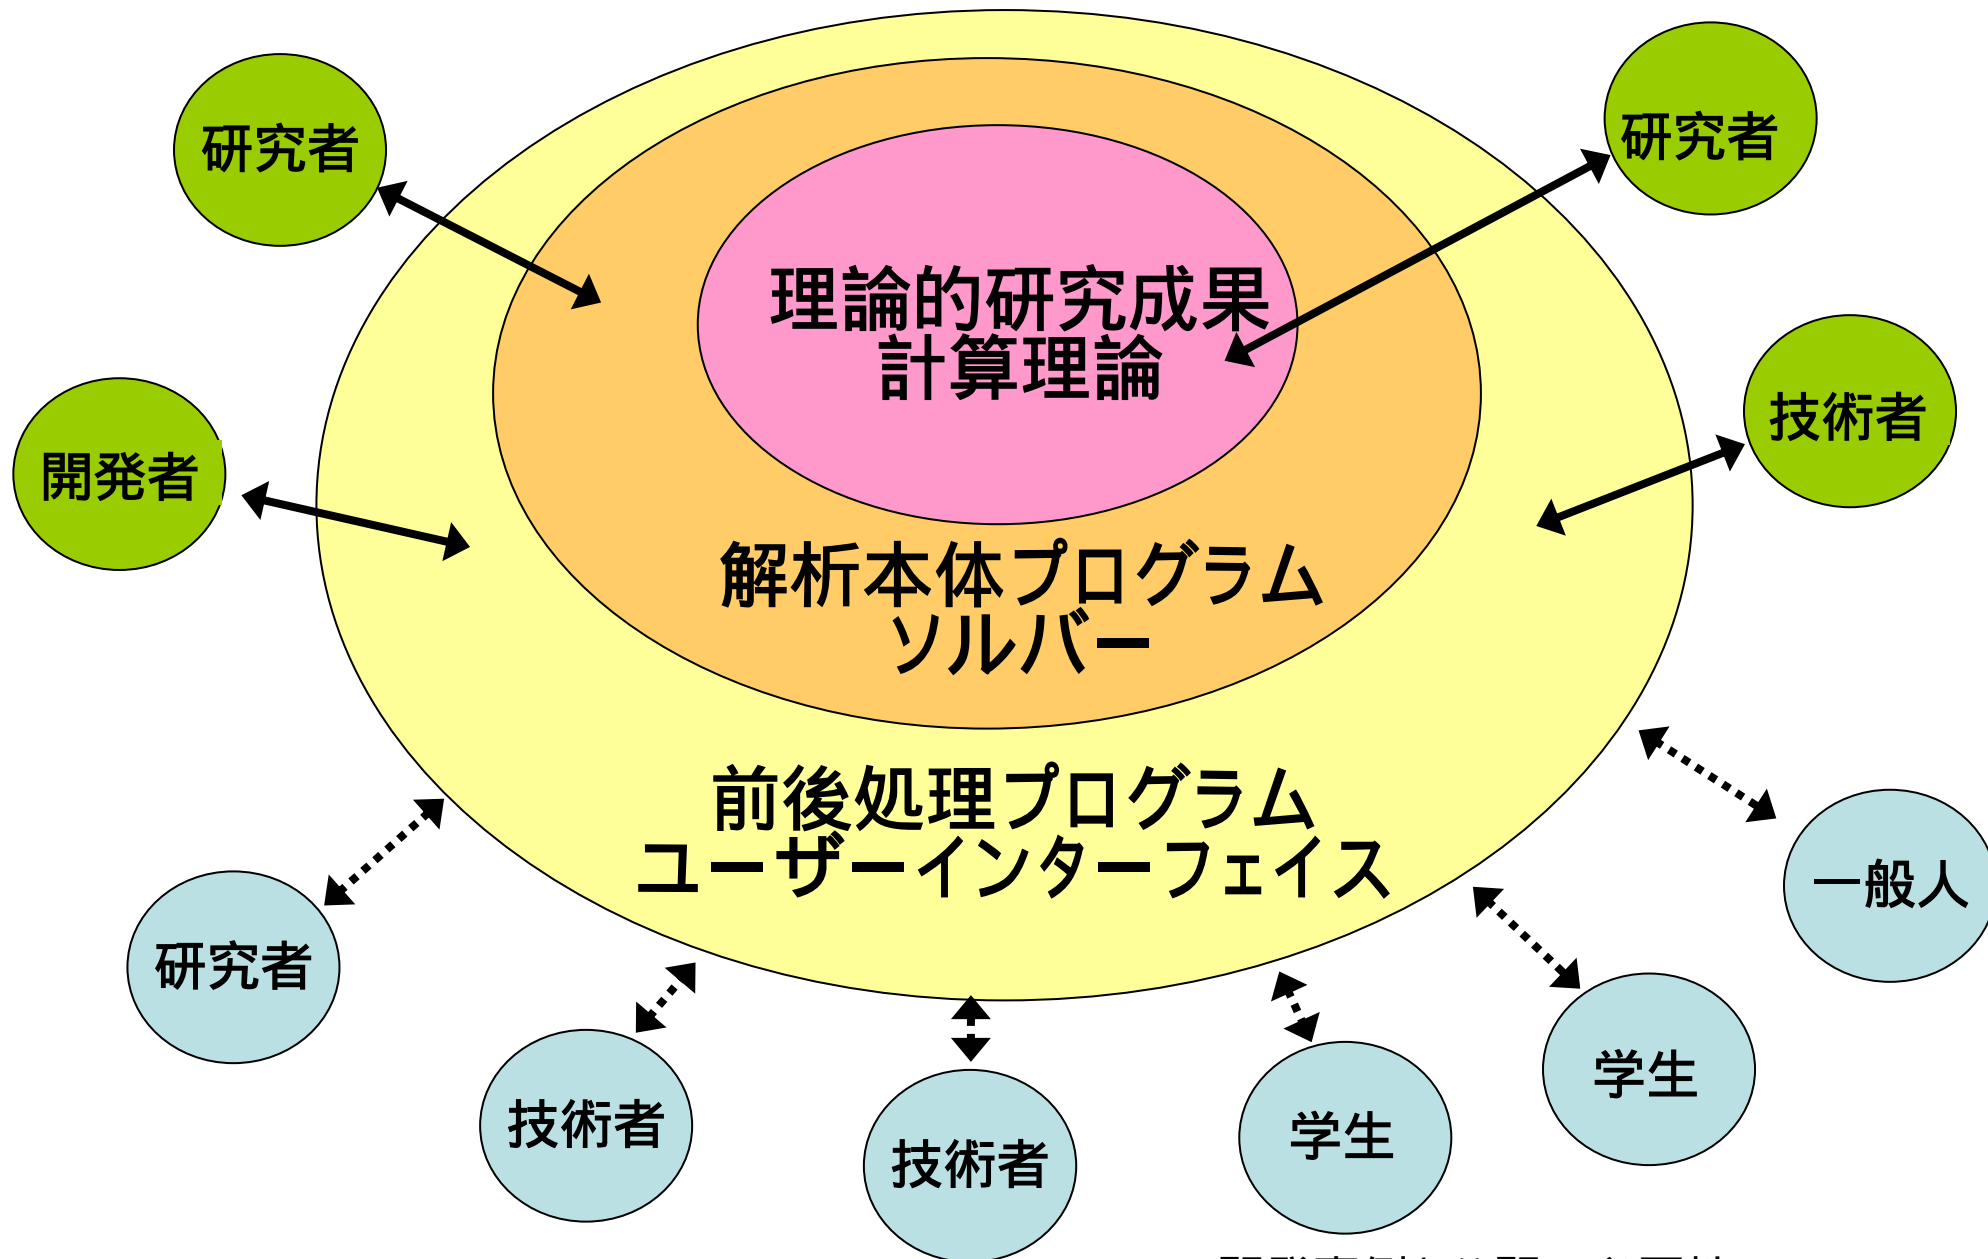 研究者
研究者
理論的研究成果
計算理論
技術者
開発者
解析本体プログラム
ソルバー
前後処理プログラム
ユーザーインターフェイス
一般人
研究者
学生
技術者
学生
技術者